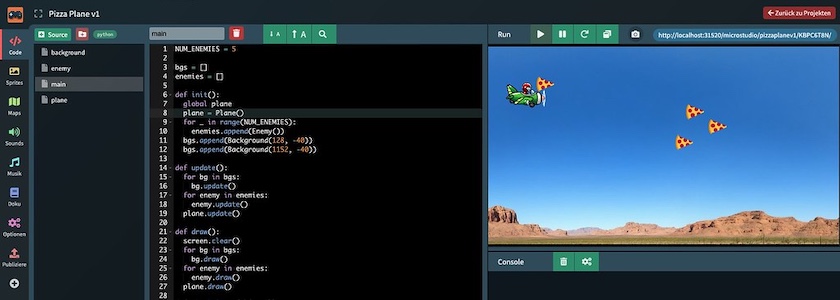 Pizza Plane v1
← Zurück zu Projekten
Code
Sprites
Maps
Sounds
Musik
Doku
Optionen
Publiziere
+ Source
python
background
enemy
main
plane
main
A
A
1 NUM_ENEMIES = 5
2
3 bgs = []
4 enemies = []
5
6 def init():
7 global plane
8 plane = Plane()
9 for _ in range(NUM_ENEMIES):
10 enemies.append(Enemy())
11 bgs.append(Background(128, -40))
12 bgs.append(Background(1152, -40))
13
14 def update():
15 for bg in bgs:
16 bg.update()
17 for enemy in enemies:
18 enemy.update()
19 plane.update()
20
21 def draw():
22 screen.clear()
23 for bg in bgs:
24 bg.draw()
25 for enemy in enemies:
26 enemy.draw()
27 plane.draw()
28
Run
http://localhost:31520/microstudio/pizzaplanev1/KBPC6T8N/
Console